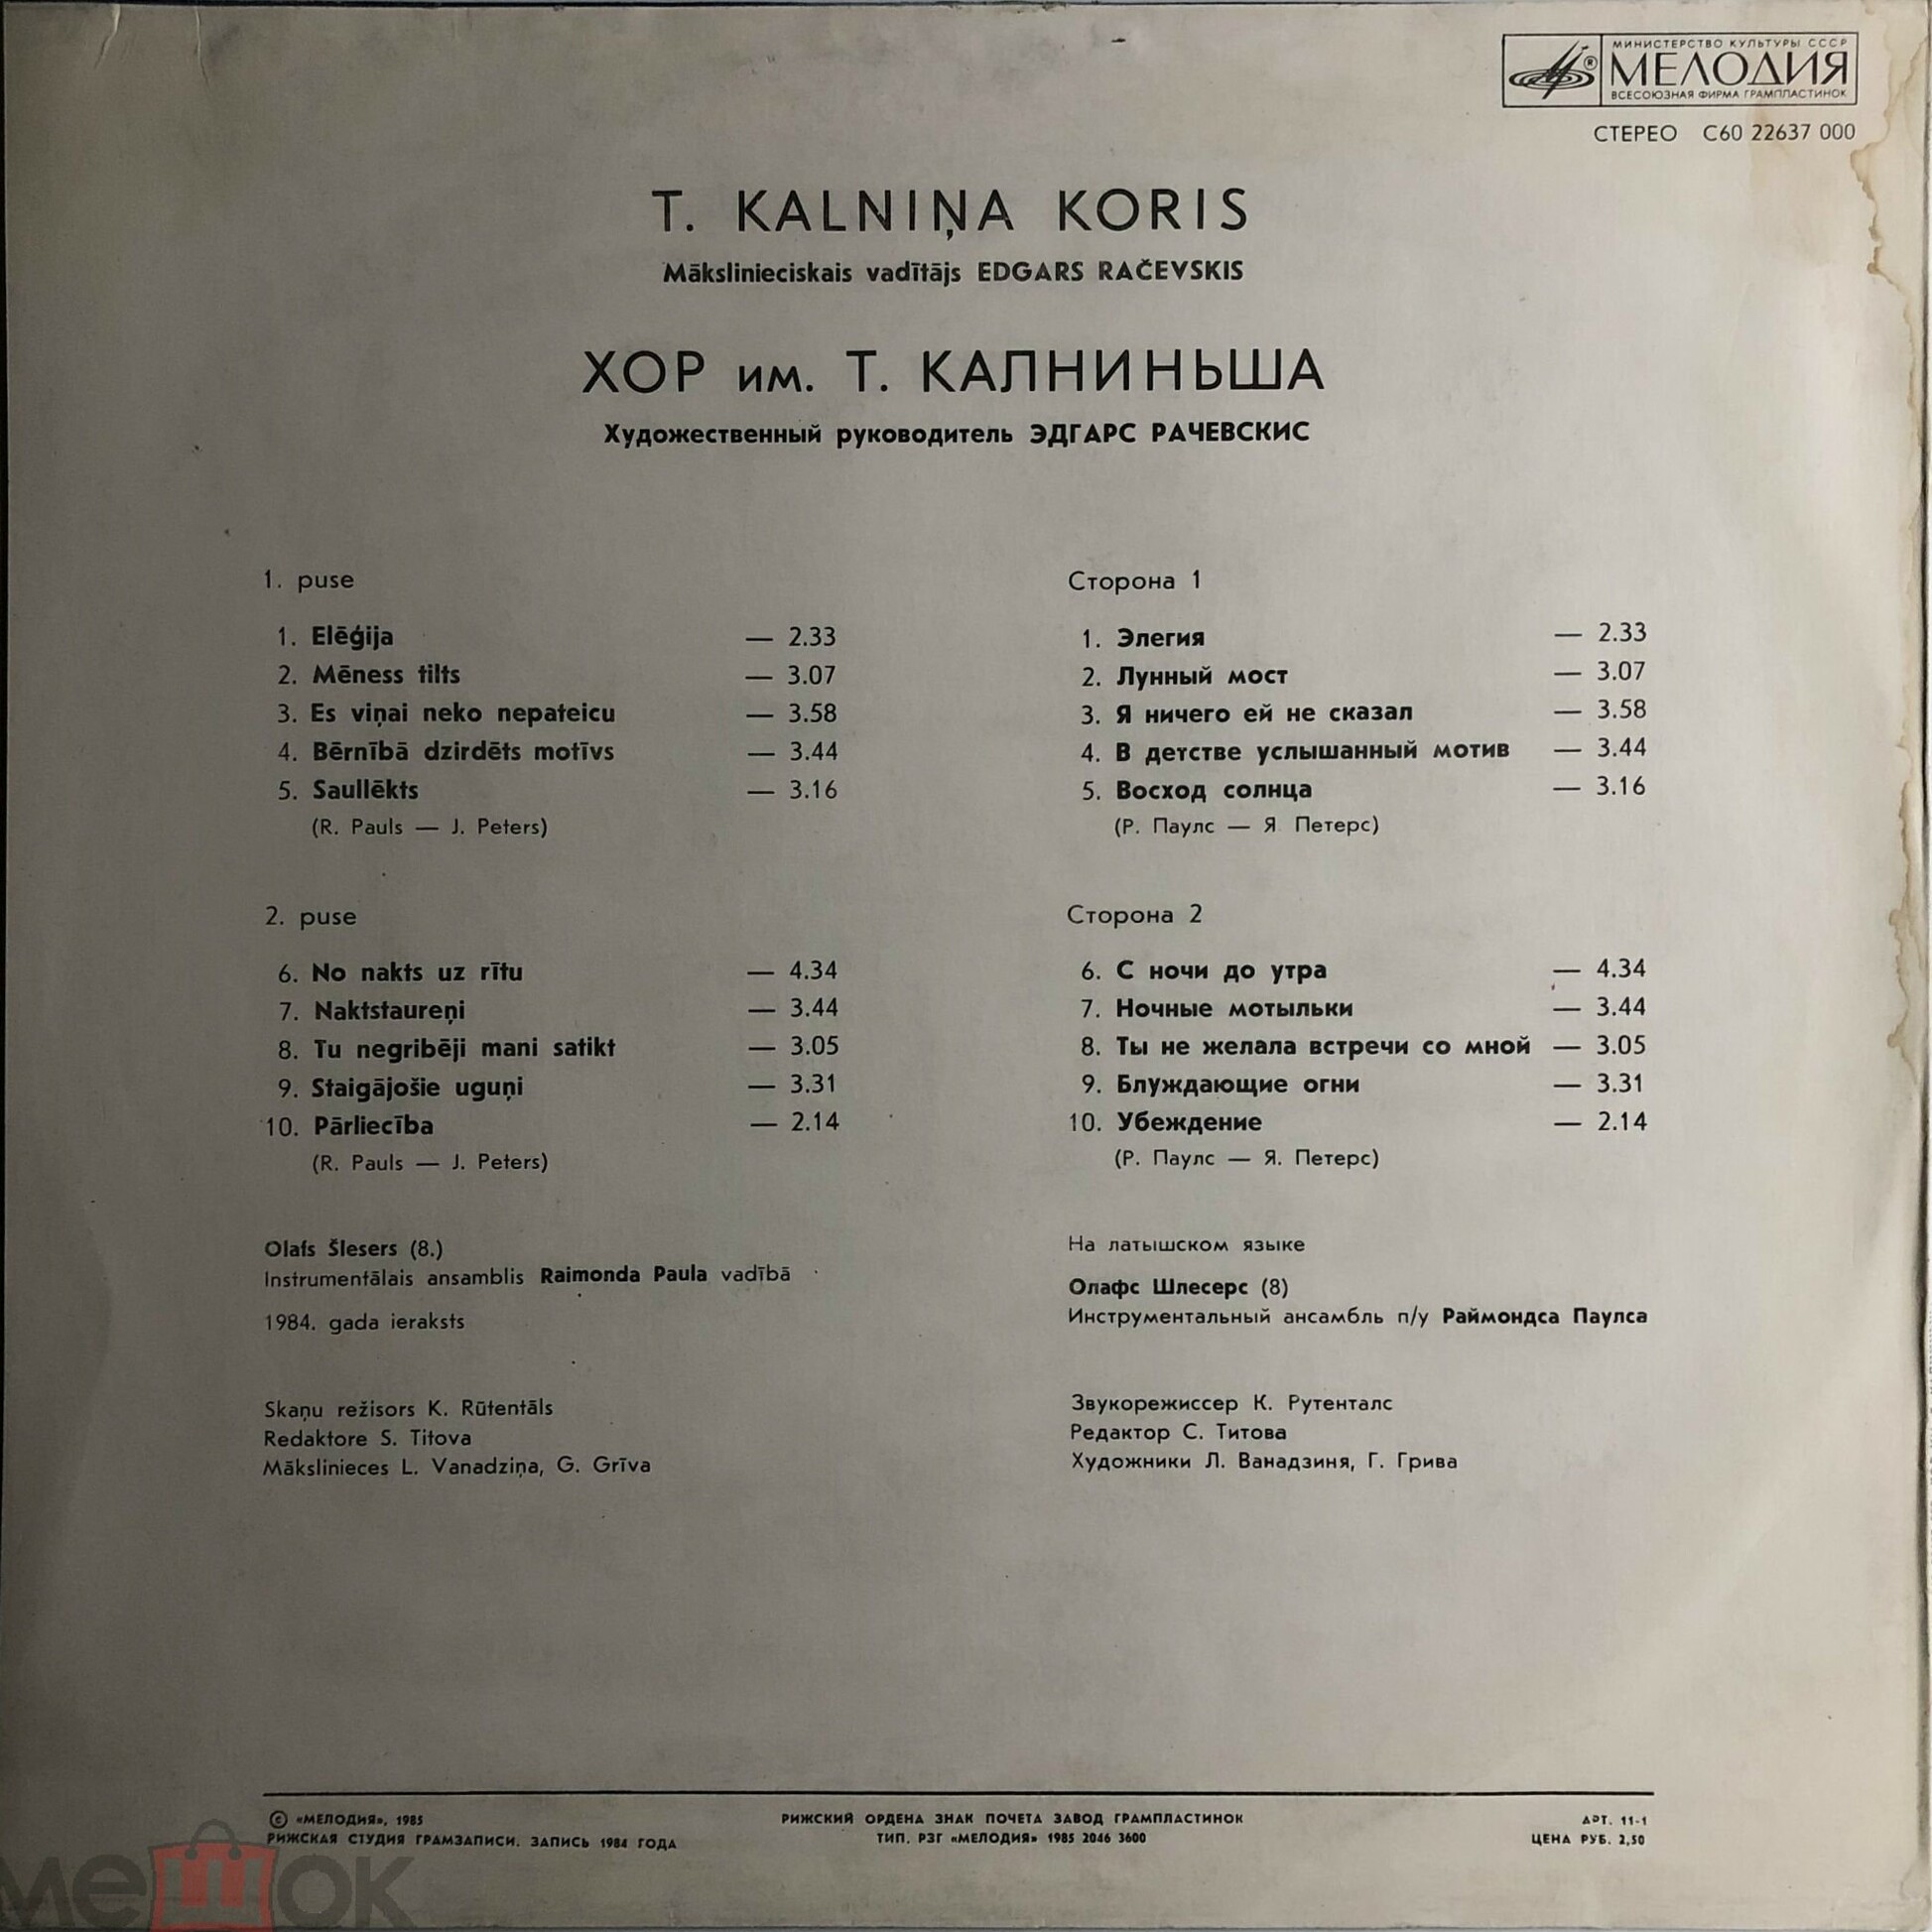 МИНИСТЕРСТВО КУЛЬТУРЫ СССР
МЕЛОДИЯ
ВСЕСОЮЗНАЯ ФИРМА ГРАМПЛАСТИНОК
СТЕРЕО С60 22637 000
T. KALNIŅA KORIS
Mākslinieciskais vadītājs EDGARS RAČEVSKIS
ХОР им. Т. КАЛНИНЬША
Художественный руководитель ЭДГАРС РАЧЕВСКИС
1. puse
1. Elēģija — 2.33
2. Mēness tilts — 3.07
3. Es viņai neko nepateicu — 3.58
4. Bērnībā dzirdēts motīvs — 3.44
5. Saullēkts — 3.16
(R. Pauls — J. Peters)
2. puse
6. No nakts uz rītu — 4.34
7. Naktstaureņi — 3.44
8. Tu negribēji mani satikt — 3.05
9. Staigājošie uguņi — 3.31
10. Pārliecība — 2.14
(R. Pauls — J. Peters)
Olafs Šlesers (8.)
Instrumentālais ansamblis Raimonda Paula vadībā
1984. gada ieraksts
Skaņu režisors K. Rūtentāls
Redaktore S. Titova
Mākslinieces L. Vanadziņa, G. Grīva
Сторона 1
1. Элегия — 2.33
2. Лунный мост — 3.07
3. Я ничего ей не сказал — 3.58
4. В детстве услышанный мотив — 3.44
5. Восход солнца — 3.16
(Р. Паулс — Я Петерс)
Сторона 2
6. С ночи до утра — 4.34
7. Ночные мотыльки — 3.44
8. Ты не желала встречи со мной — 3.05
9. Блуждающие огни — 3.31
10. Убеждение — 2.14
(Р. Паулс — Я. Петерс)
На латышском языке
Олафс Шлесерс (8)
Инструментальный ансамбль п/у Раймондса Паулса
Звукорежиссер К. Рутенталс
Редактор С. Титова
Художники Л. Ванадзиня, Г. Грива
© «МЕЛОДИЯ», 1985
РИЖСКАЯ СТУДИЯ ГРАМЗАПИСИ. ЗАПИСЬ 1984 ГОДА
РИЖСКИЙ ОРДЕНА ЗНАК ПОЧЕТА ЗАВОД ГРАМПЛАСТИНОК
ТИП. РЗГ «МЕЛОДИЯ» 1985 2046 3600
АРТ. 11-1
ЦЕНА РУБ. 2,50
мешок